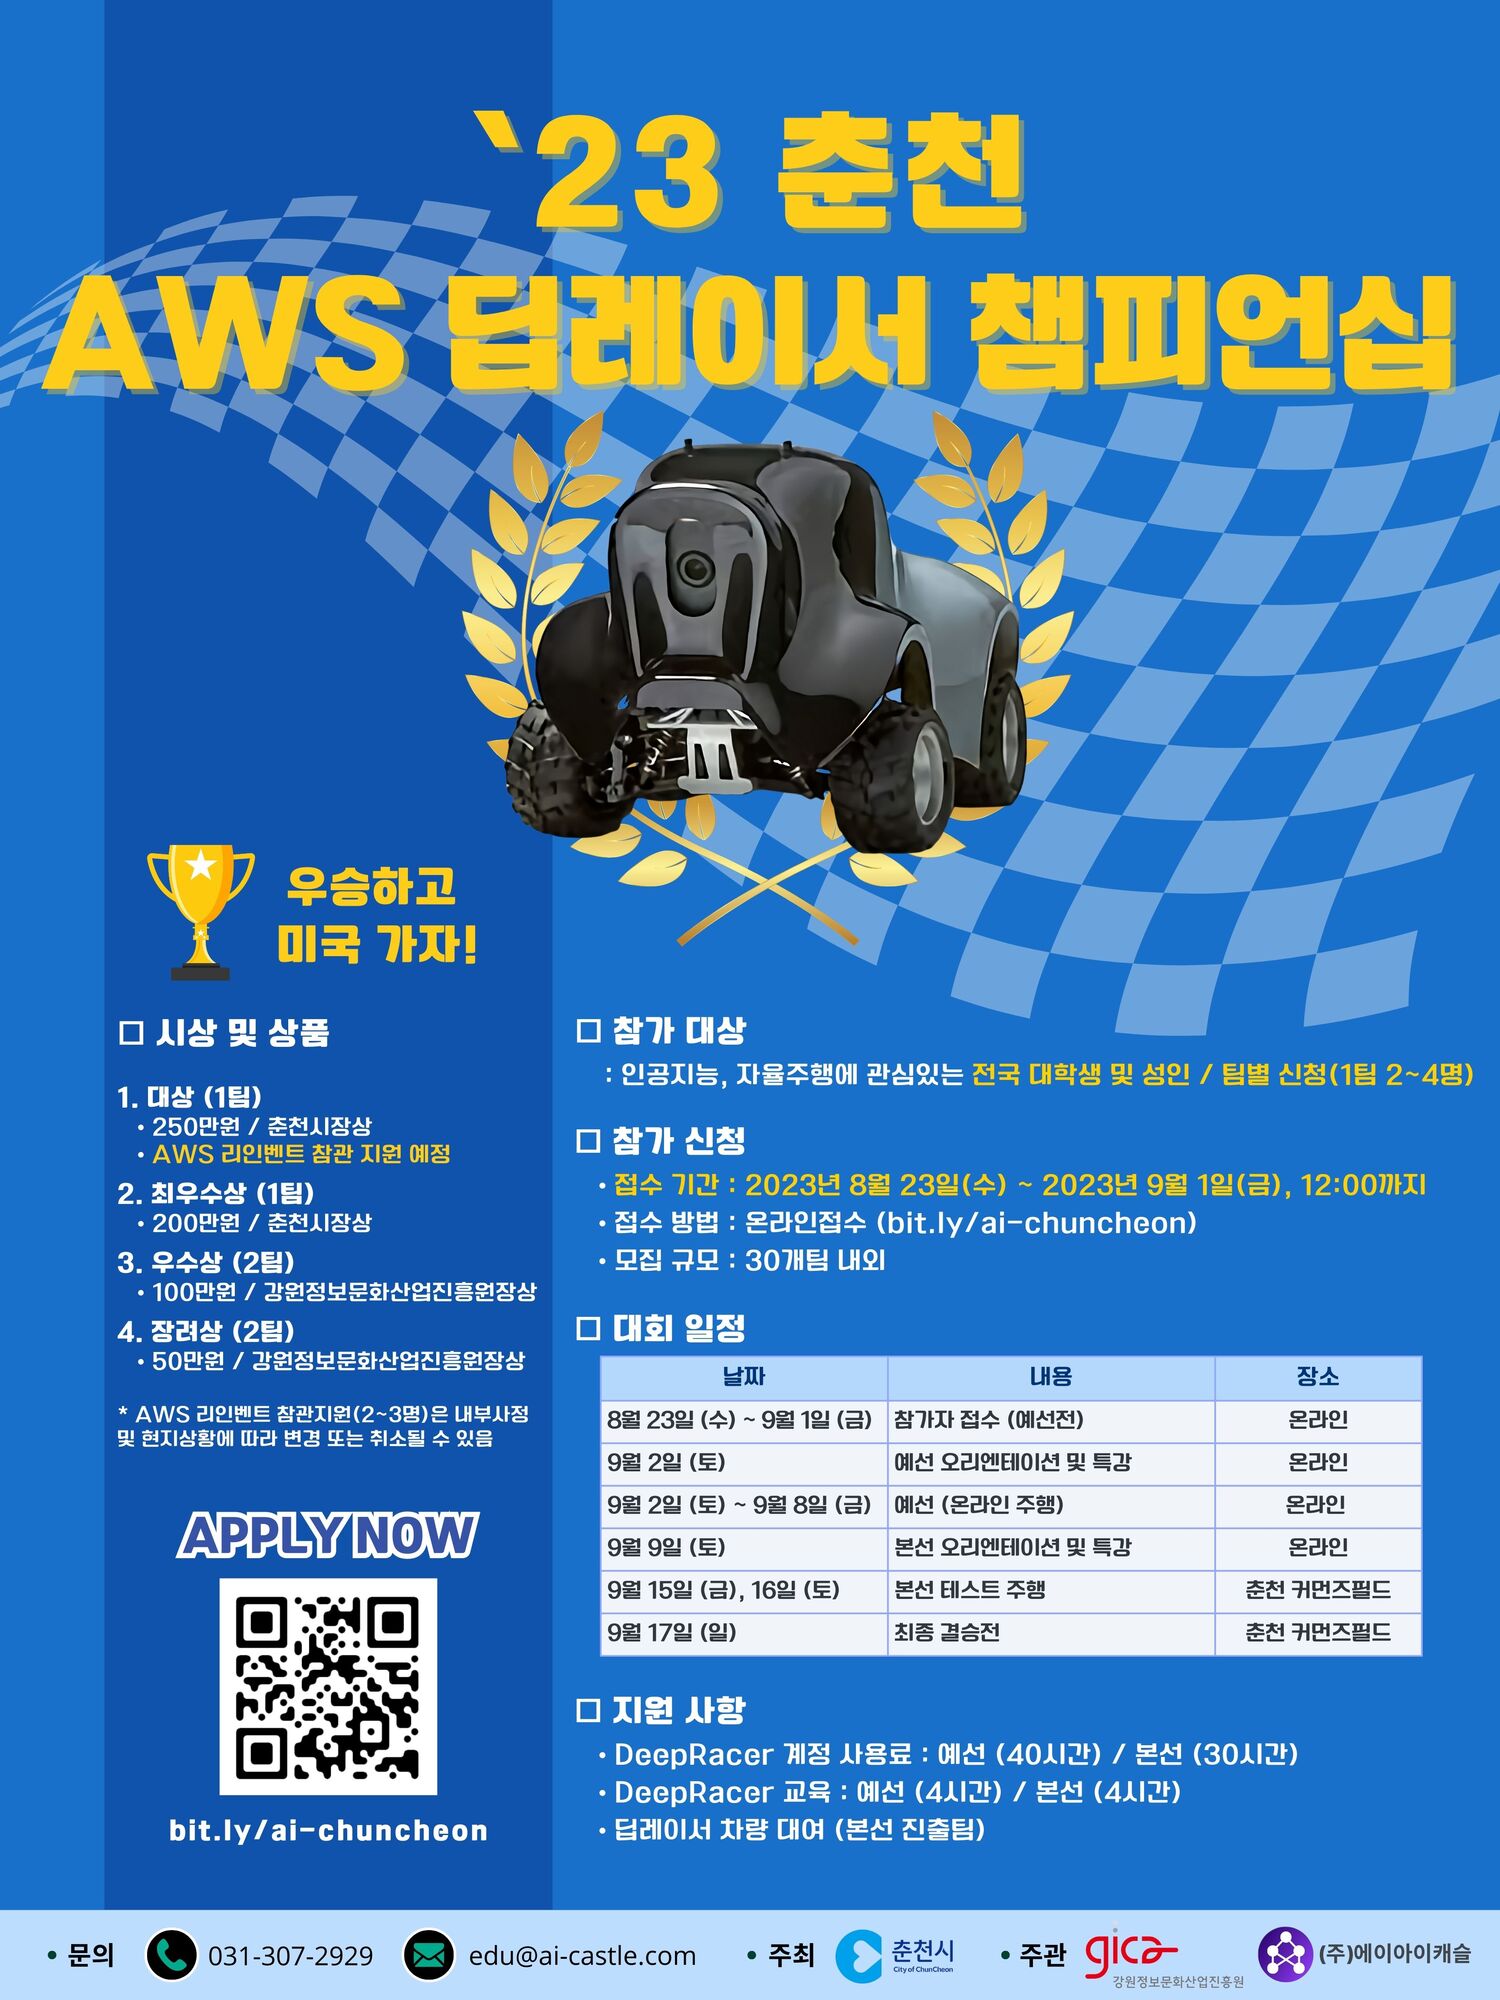 `23 춘천
AWS 딥레이서 챔피언십
우승하고
미국 가자!
□ 시상 및 상품
1. 대상 (1팀)
• 250만원 / 춘천시장상
• AWS 리인벤트 참관 지원 예정
2. 최우수상 (1팀)
• 200만원 / 춘천시장상
3. 우수상 (2팀)
• 100만원 / 강원정보문화산업진흥원장상
4. 장려상 (2팀)
• 50만원 / 강원정보문화산업진흥원장상
* AWS 리인벤트 참관지원(2~3명)은 내부사정
및 현지상황에 따라 변경 또는 취소될 수 있음
APPLY NOW
bit.ly/ai-chuncheon
□ 참가 대상
: 인공지능, 자율주행에 관심있는 전국 대학생 및 성인 / 팀별 신청(1팀 2~4명)
□ 참가 신청
• 접수 기간 : 2023년 8월 23일(수) ~ 2023년 9월 1일(금), 12:00까지
• 접수 방법 : 온라인접수 (bit.ly/ai-chuncheon)
• 모집 규모 : 30개팀 내외
□ 대회 일정
날짜 내용 장소
8월 23일 (수) ~ 9월 1일 (금) 참가자 접수 (예선전) 온라인
9월 2일 (토) 예선 오리엔테이션 및 특강 온라인
9월 2일 (토) ~ 9월 8일 (금) 예선 (온라인 주행) 온라인
9월 9일 (토) 본선 오리엔테이션 및 특강 온라인
9월 15일 (금), 16일 (토) 본선 테스트 주행 춘천 커먼즈필드
9월 17일 (일) 최종 결승전 춘천 커먼즈필드
□ 지원 사항
• DeepRacer 계정 사용료 : 예선 (40시간) / 본선 (30시간)
• DeepRacer 교육 : 예선 (4시간) / 본선 (4시간)
• 딥레이서 차량 대여 (본선 진출팀)
• 문의 031-307-2929 edu@ai-castle.com • 주최 춘천시 • 주관 gica (주)에이아이캐슬
City of ChunCheon
강원정보문화산업진흥원